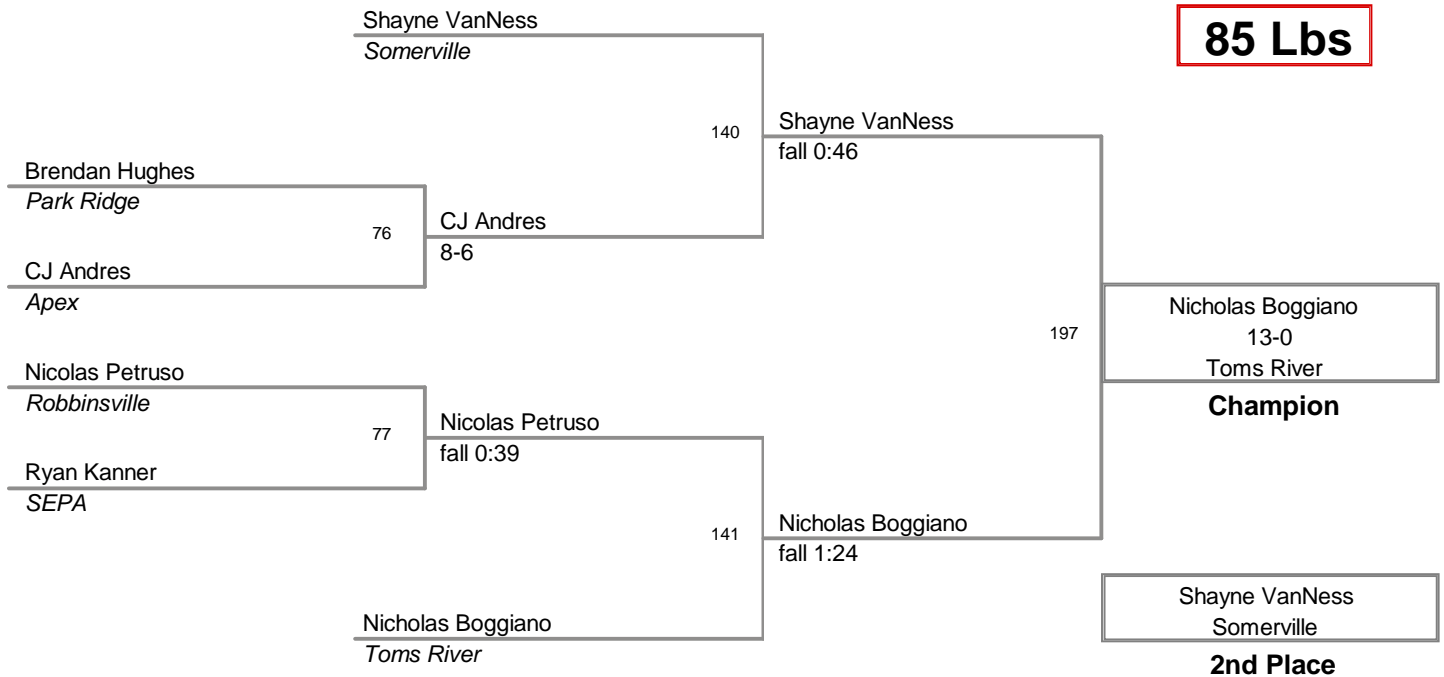 Shayne VanNess
Somerville
85 Lbs
140
Shayne VanNess
fall 0:46
Brendan Hughes
Park Ridge
76
CJ Andres
8-6
CJ Andres
Apex
197
Nicholas Boggiano
13-0
Toms River
Champion
Nicolas Petruso
Robbinsville
77
Nicolas Petruso
fall 0:39
Ryan Kanner
SEPA
141
Nicholas Boggiano
fall 1:24
Nicholas Boggiano
Toms River
Shayne VanNess
Somerville
2nd Place